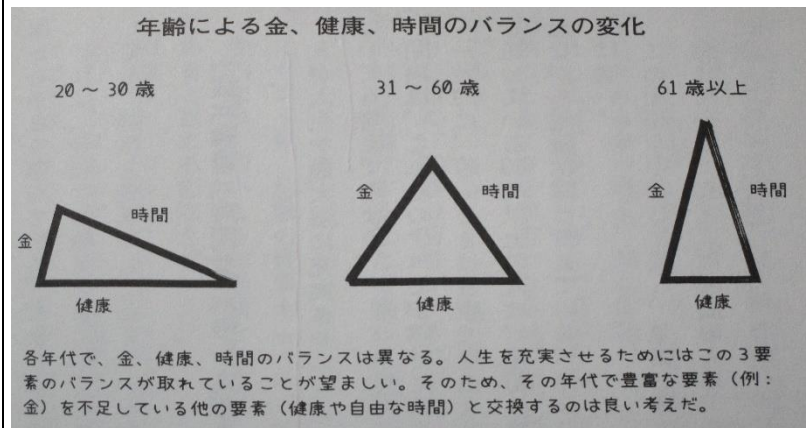 年齢による金、健康、時間のバランスの変化
20 〜 30 歳
31 〜 60 歳
61 歳以上
金
時間
健康
金
時間
健康
金
時間
健康
各年代で、金、健康、時間のバランスは異なる。人生を充実させるためにはこの３要
素のバランスが取れていることが望ましい。そのため、その年代で豊富な要素（例：
金）を不足している他の要素（健康や自由な時間）と交換するのは良い考えだ。